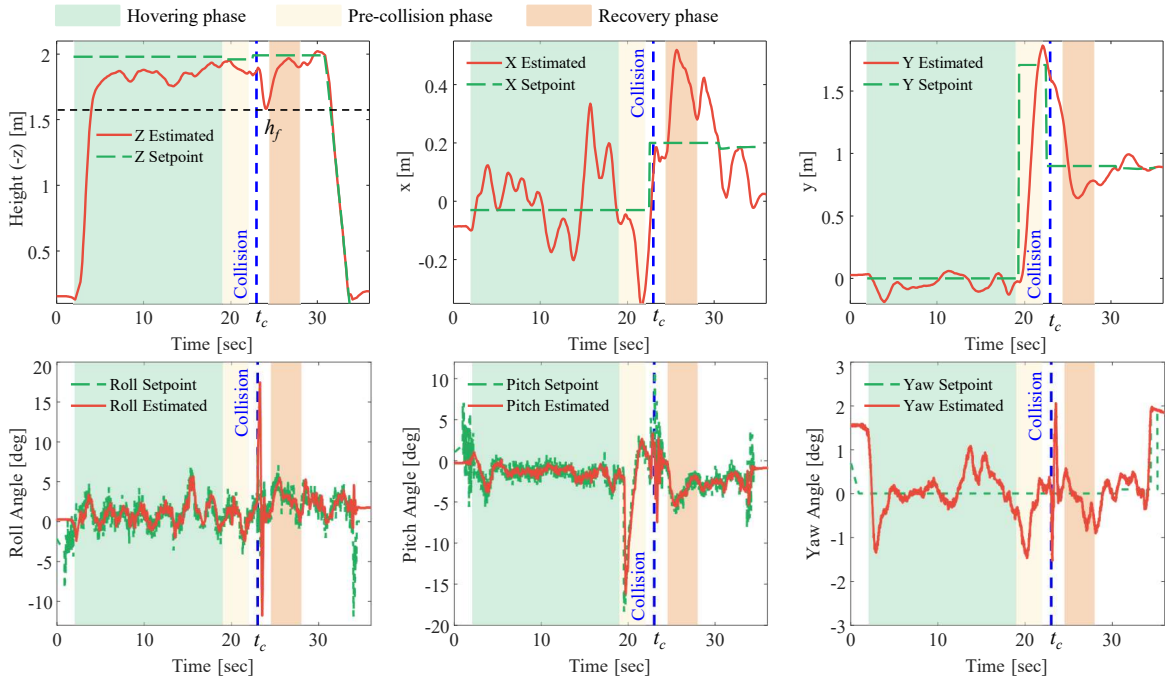 Hovering phase
Pre-collision phase
Recovery phase
Height (-z) [m]
2
1.5
1
0.5
Z Estimated
Z Setpoint
h_f
Collision
0
10
20
t_c
30
Time [sec]
x [m]
0.4
0.2
0
-0.2
X Estimated
X Setpoint
Collision
0
10
20
t_c
30
Time [sec]
y [m]
1.5
1
0.5
0
Y Estimated
Y Setpoint
Collision
0
10
20
t_c
30
Time [sec]
Roll Angle [deg]
20
15
10
5
0
-5
-10
Roll Setpoint
Roll Estimated
Collision
0
10
20
t_c
30
Time [sec]
Pitch Angle [deg]
10
5
0
-5
-10
-15
-20
Pitch Setpoint
Pitch Estimated
Collision
0
10
20
t_c
30
Time [sec]
Yaw Angle [deg]
3
2
1
0
-1
-2
-3
Yaw Setpoint
Yaw Estimated
Collision
0
10
20
t_c
30
Time [sec]